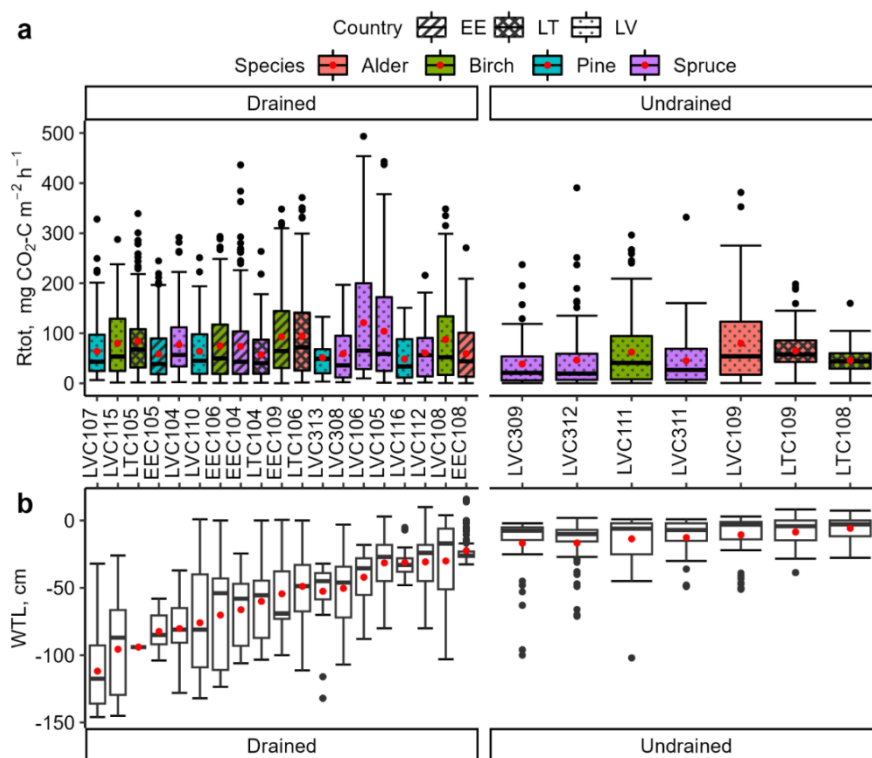 a
Country EE LT LV
Species Alder Birch Pine Spruce
Drained Undrained
Rtot, mg CO₂-C m⁻² h⁻¹
500
400
300
200
100
0
LVC107 LVC115 LTC105 EEC105 LVC104 LVC110 EEC106 EEC104 LTC104 EEC109 LTC106 LVC313 LVC308 LVC106 LVC105 LVC116 LVC112 LVC108 EEC108
LVC309 LVC312 LVC111 LVC311 LVC109 LTC109 LTC108
b
WTL, cm
0
-50
-100
-150
Drained Undrained